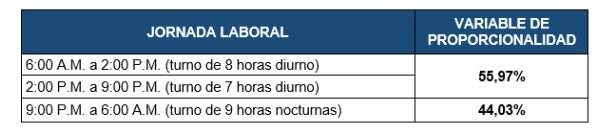 JORNADA LABORAL
VARIABLE DE
PROPORCIONALIDAD
6:00 A.M. a 2:00 P.M. (turno de 8 horas diurno)
55,97%
2:00 P.M. a 9:00 P.M. (turno de 7 horas diurno)
9:00 P.M. a 6:00 A.M. (turno de 9 horas nocturnas)
44,03%